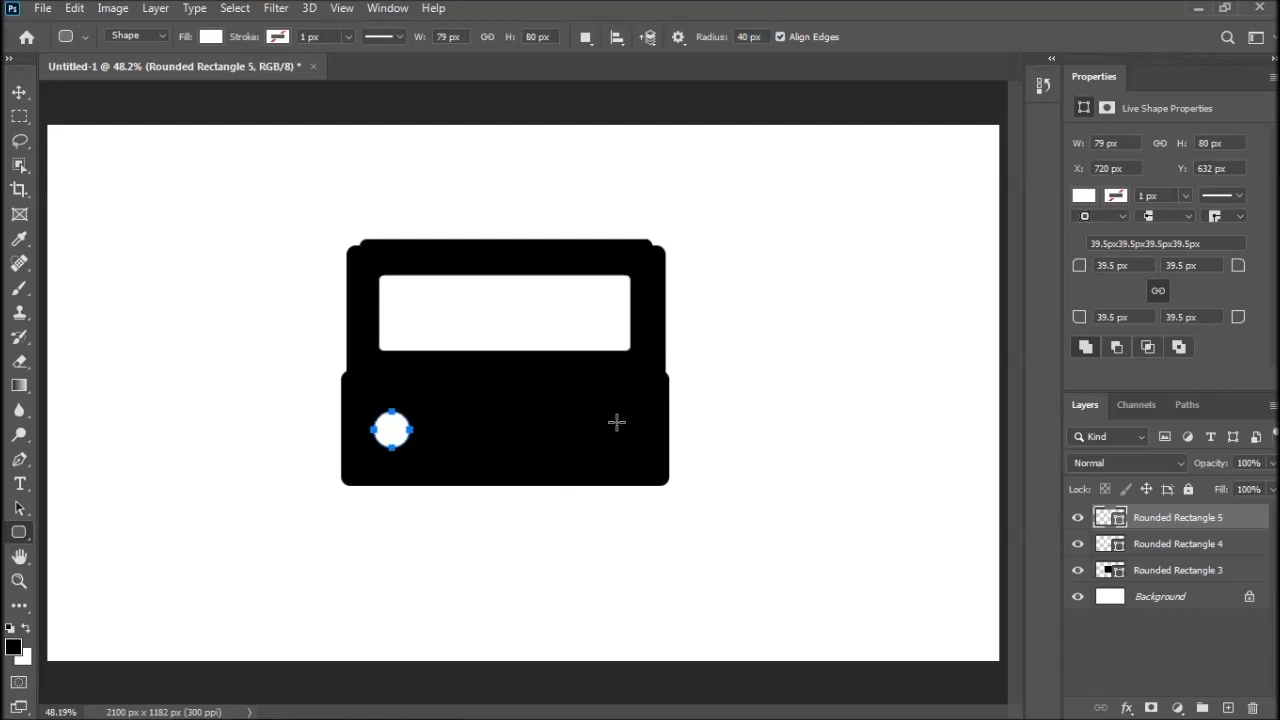 Ps File Edit Image Layer Type Select Filter 3D View Window Help
Shape Fill: Stroke: 1 px W: 79 px H: 80 px Radius: 40 px Align Edges
Untitled-1 @ 48.2% (Rounded Rectangle 5, RGB/8) *
Properties
Live Shape Properties
W: 79 px H: 80 px
X: 720 px Y: 632 px
1 px
39.5px39.5px39.5px39.5px
39.5 px 39.5 px
39.5 px 39.5 px
Layers Channels Paths
Kind
Normal Opacity: 100%
Lock: Fill: 100%
Rounded Rectangle 5
Rounded Rectangle 4
Rounded Rectangle 3
Background
48.19% 2100 px x 1182 px (300 ppi)